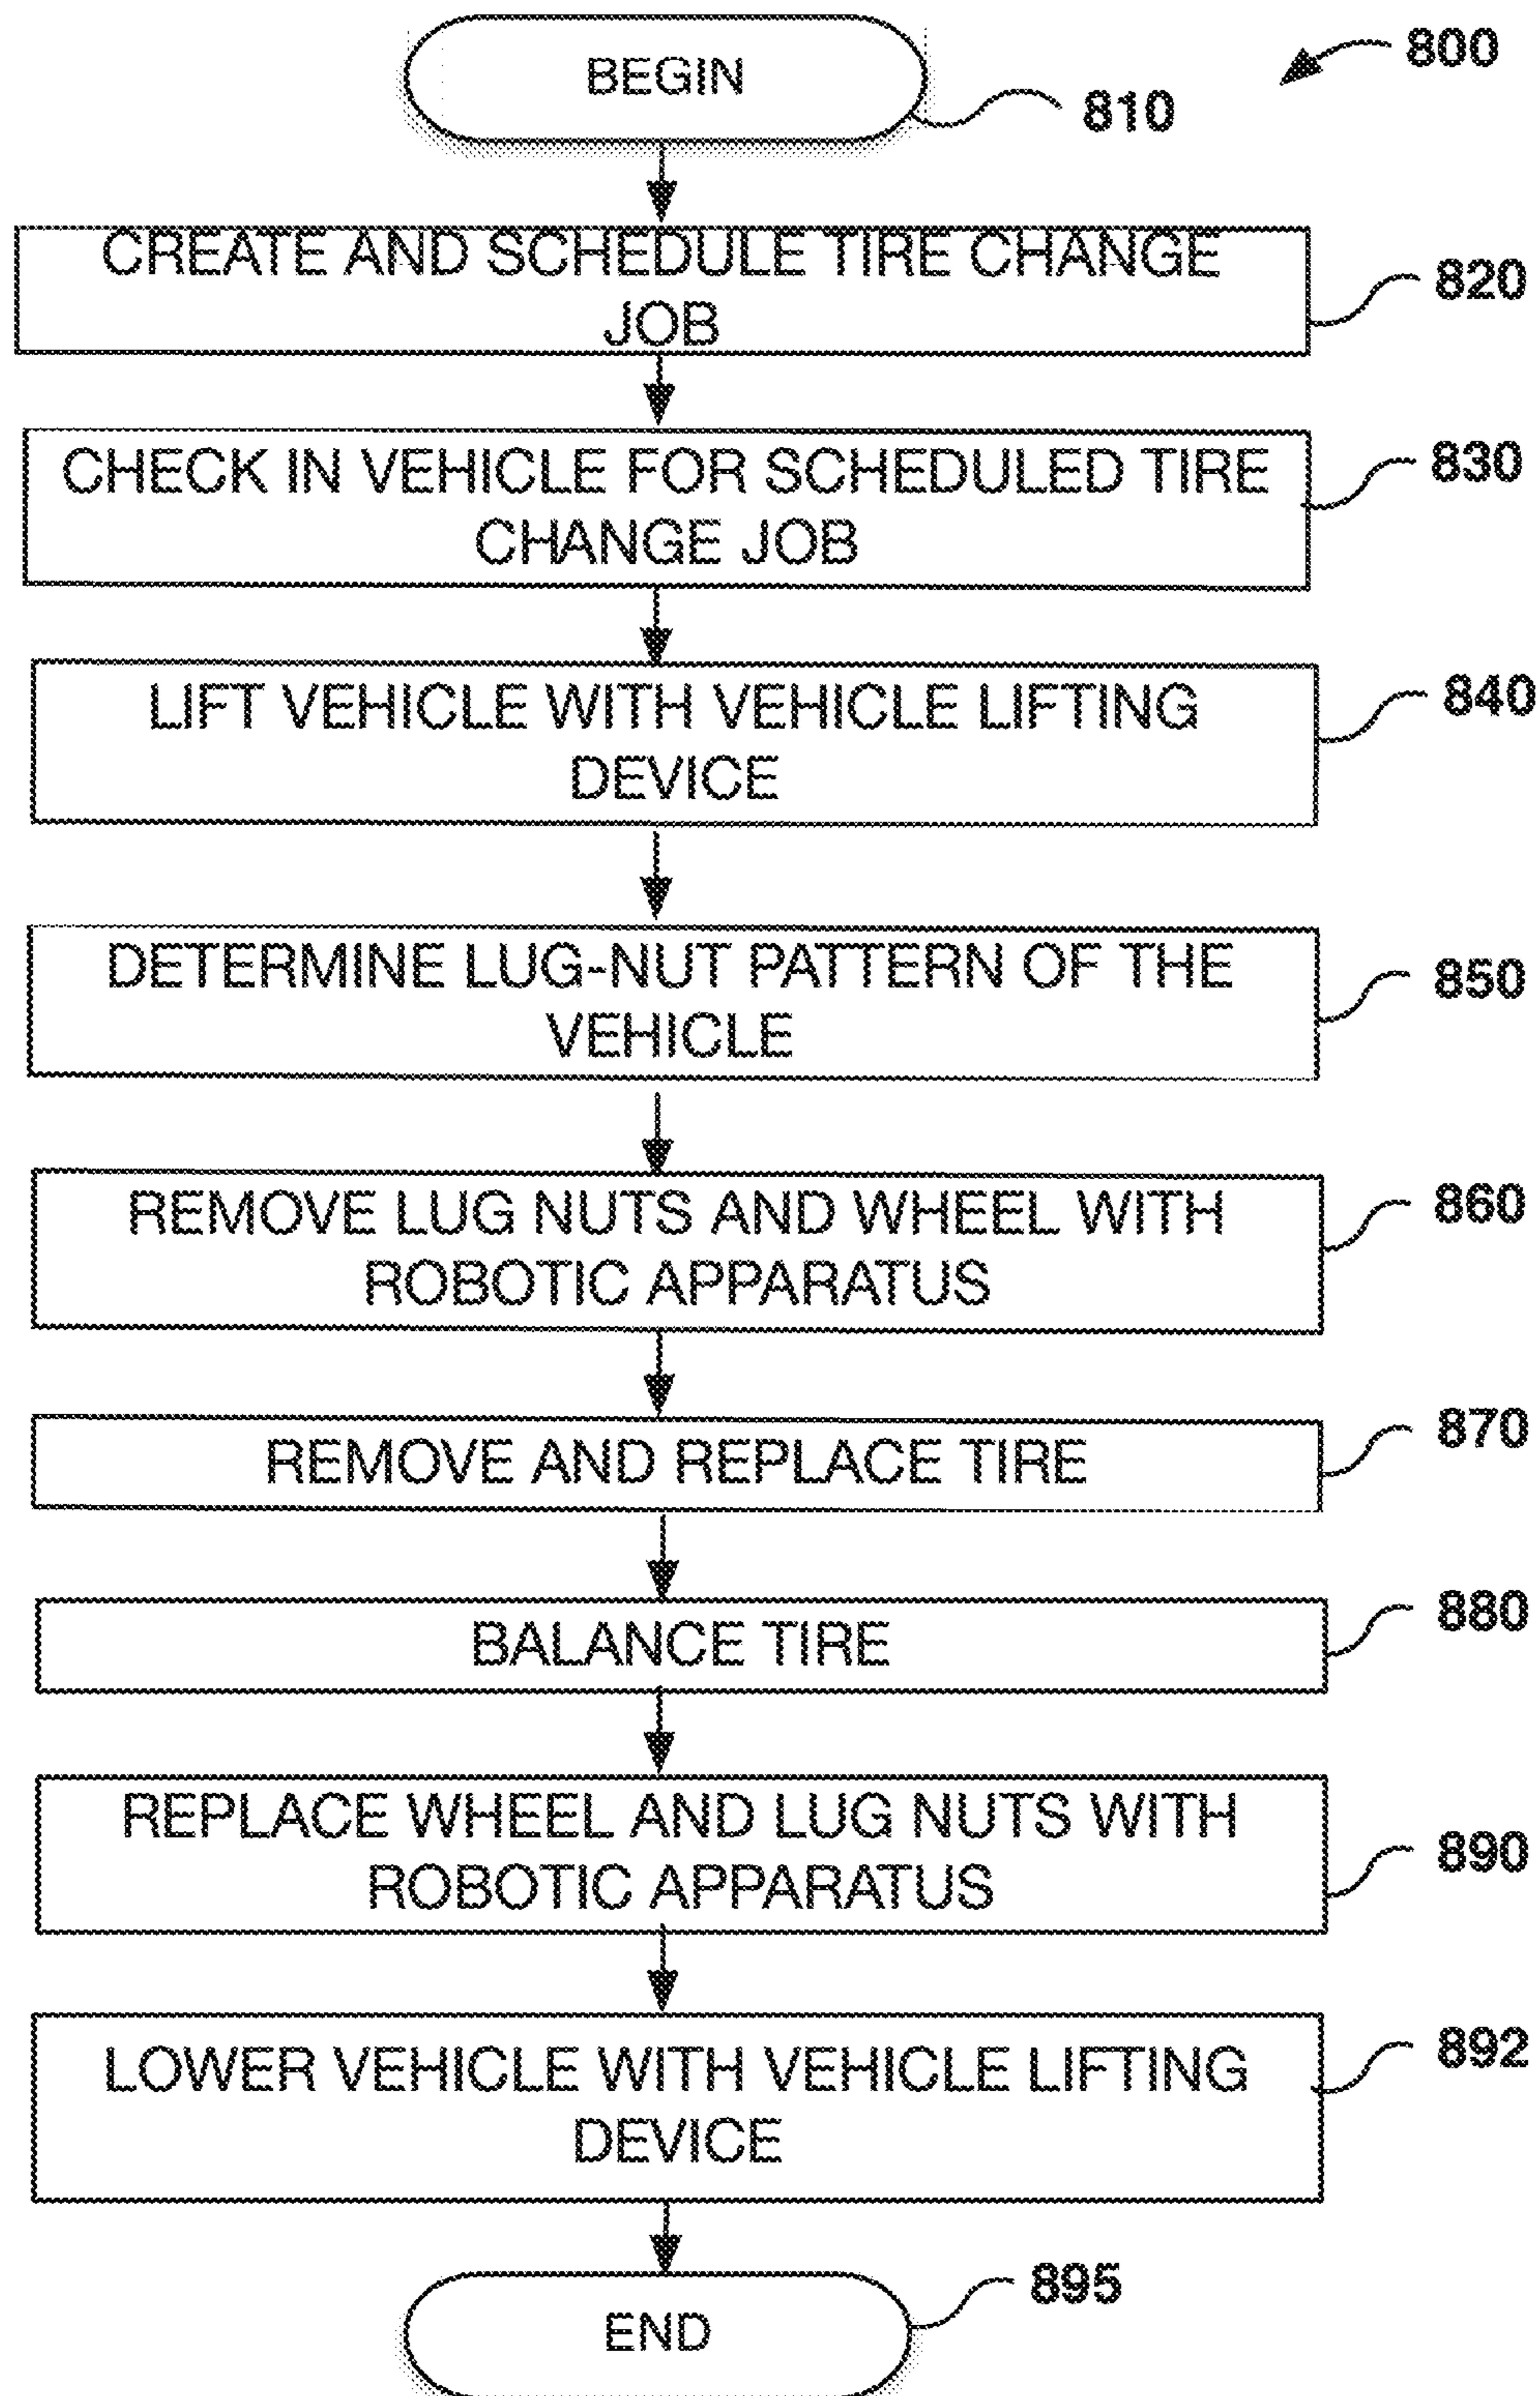 BEGIN
800
810
CREATE AND SCHEDULE TIRE CHANGE
JOB
820
CHECK IN VEHICLE FOR SCHEDULED TIRE
CHANGE JOB
830
LIFT VEHICLE WITH VEHICLE LIFTING
DEVICE
840
DETERMINE LUG-NUT PATTERN OF THE
VEHICLE
850
REMOVE LUG NUTS AND WHEEL WITH
ROBOTIC APPARATUS
860
REMOVE AND REPLACE TIRE
870
BALANCE TIRE
880
REPLACE WHEEL AND LUG NUTS WITH
ROBOTIC APPARATUS
890
LOWER VEHICLE WITH VEHICLE LIFTING
DEVICE
892
END
895